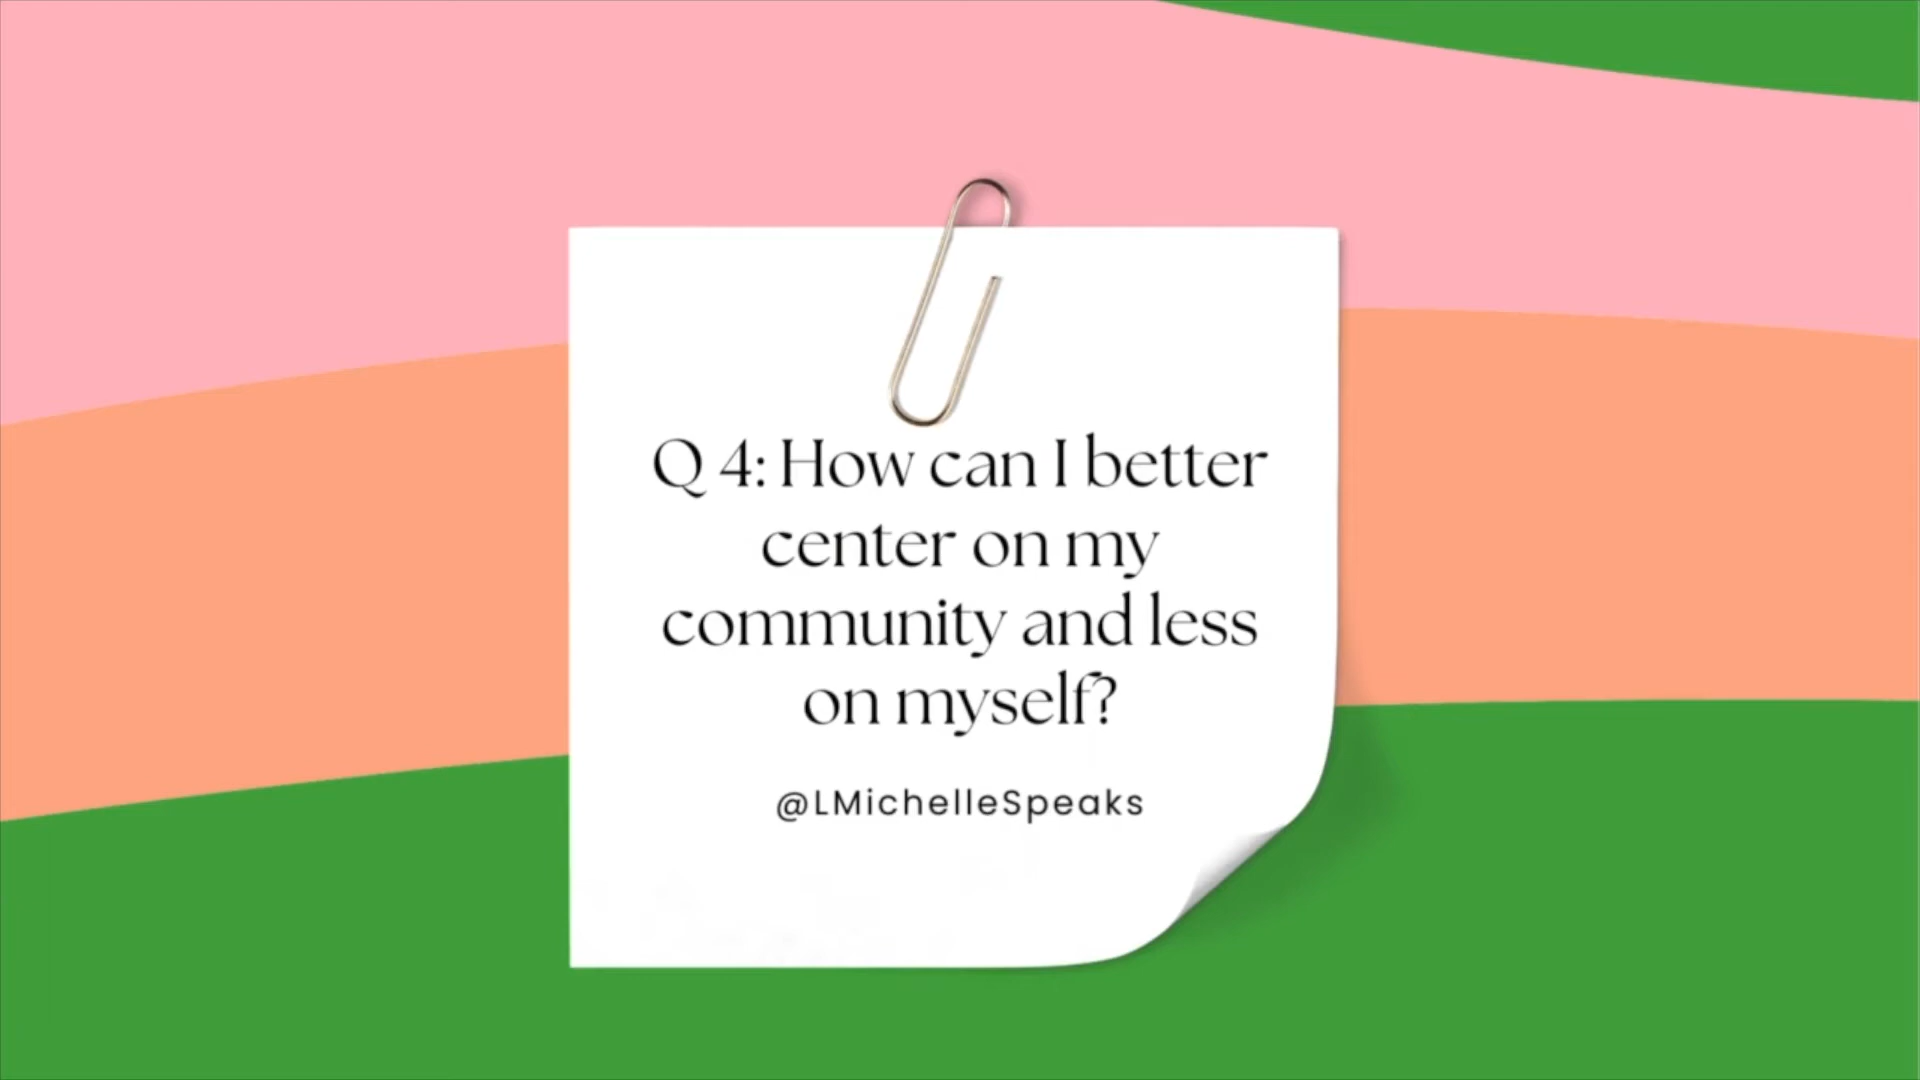 Q 4: How can I better
center on my
community and less
on myself?
@LMichelleSpeaks